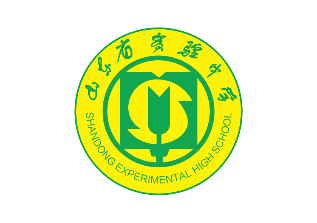 山东省实验中学
SHANDONG EXPERIMENTAL HIGH SCHOOL